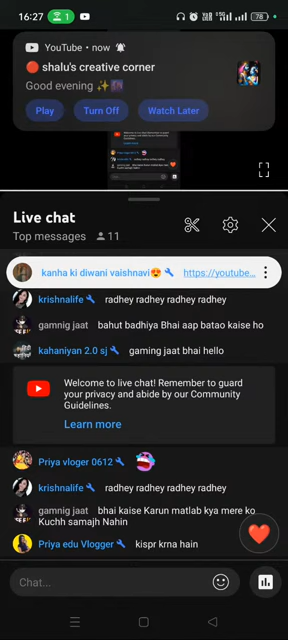 16:27
78
YouTube • now
🔴 shalu's creative corner
Good evening ✨🌆
Play
Turn Off
Watch Later
Live chat
Top messages 11
kanha ki diwani vaishnavi😍 https://youtube...
krishnalife radhey radhey radhey radhey
gamnig jaat bahut badhiya Bhai aap batao kaise ho
kahaniyan 2.0 sj gaming jaat bhai hello
Welcome to live chat! Remember to guard
your privacy and abide by our Community
Guidelines.
Learn more
Priya vloger 0612
krishnalife radhey radhey radhey radhey
gamnig jaat bhai kaise Karun matlab kya mere ko
Kuchh samajh Nahin
Priya edu Vlogger kispr krna hain
Chat...